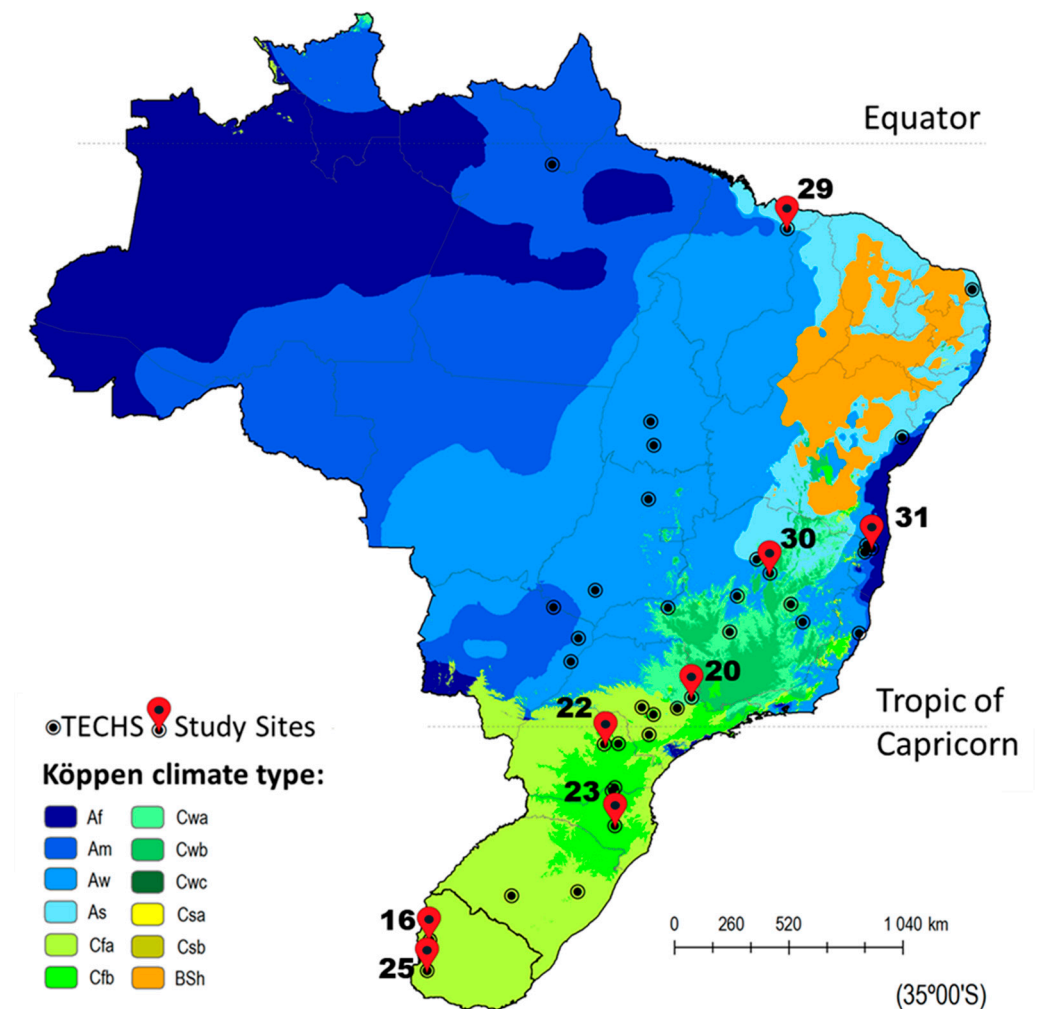 Equator
29
31
30
20
22
Tropic of
Capricorn
TECHS Study Sites
23
Köppen climate type:
Af Cwa
Am Cwb
Aw Cwc
As Csa
Cfa Csb
Cfb BSh
16
25
0 260 520 1 040 km
(35º00'S)